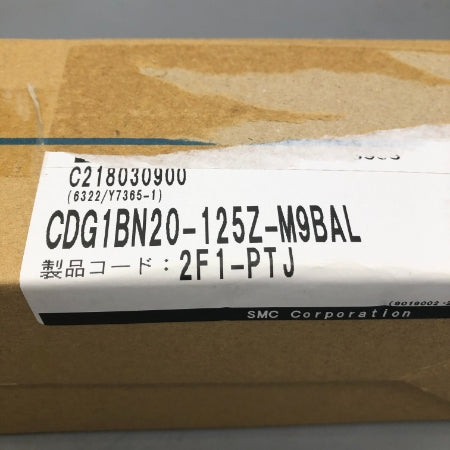 C218030900
(6322/Y7365-1)
CDG1BN20-125Z-M9BAL
製品コード: 2F1-PTJ
SMC Corporation